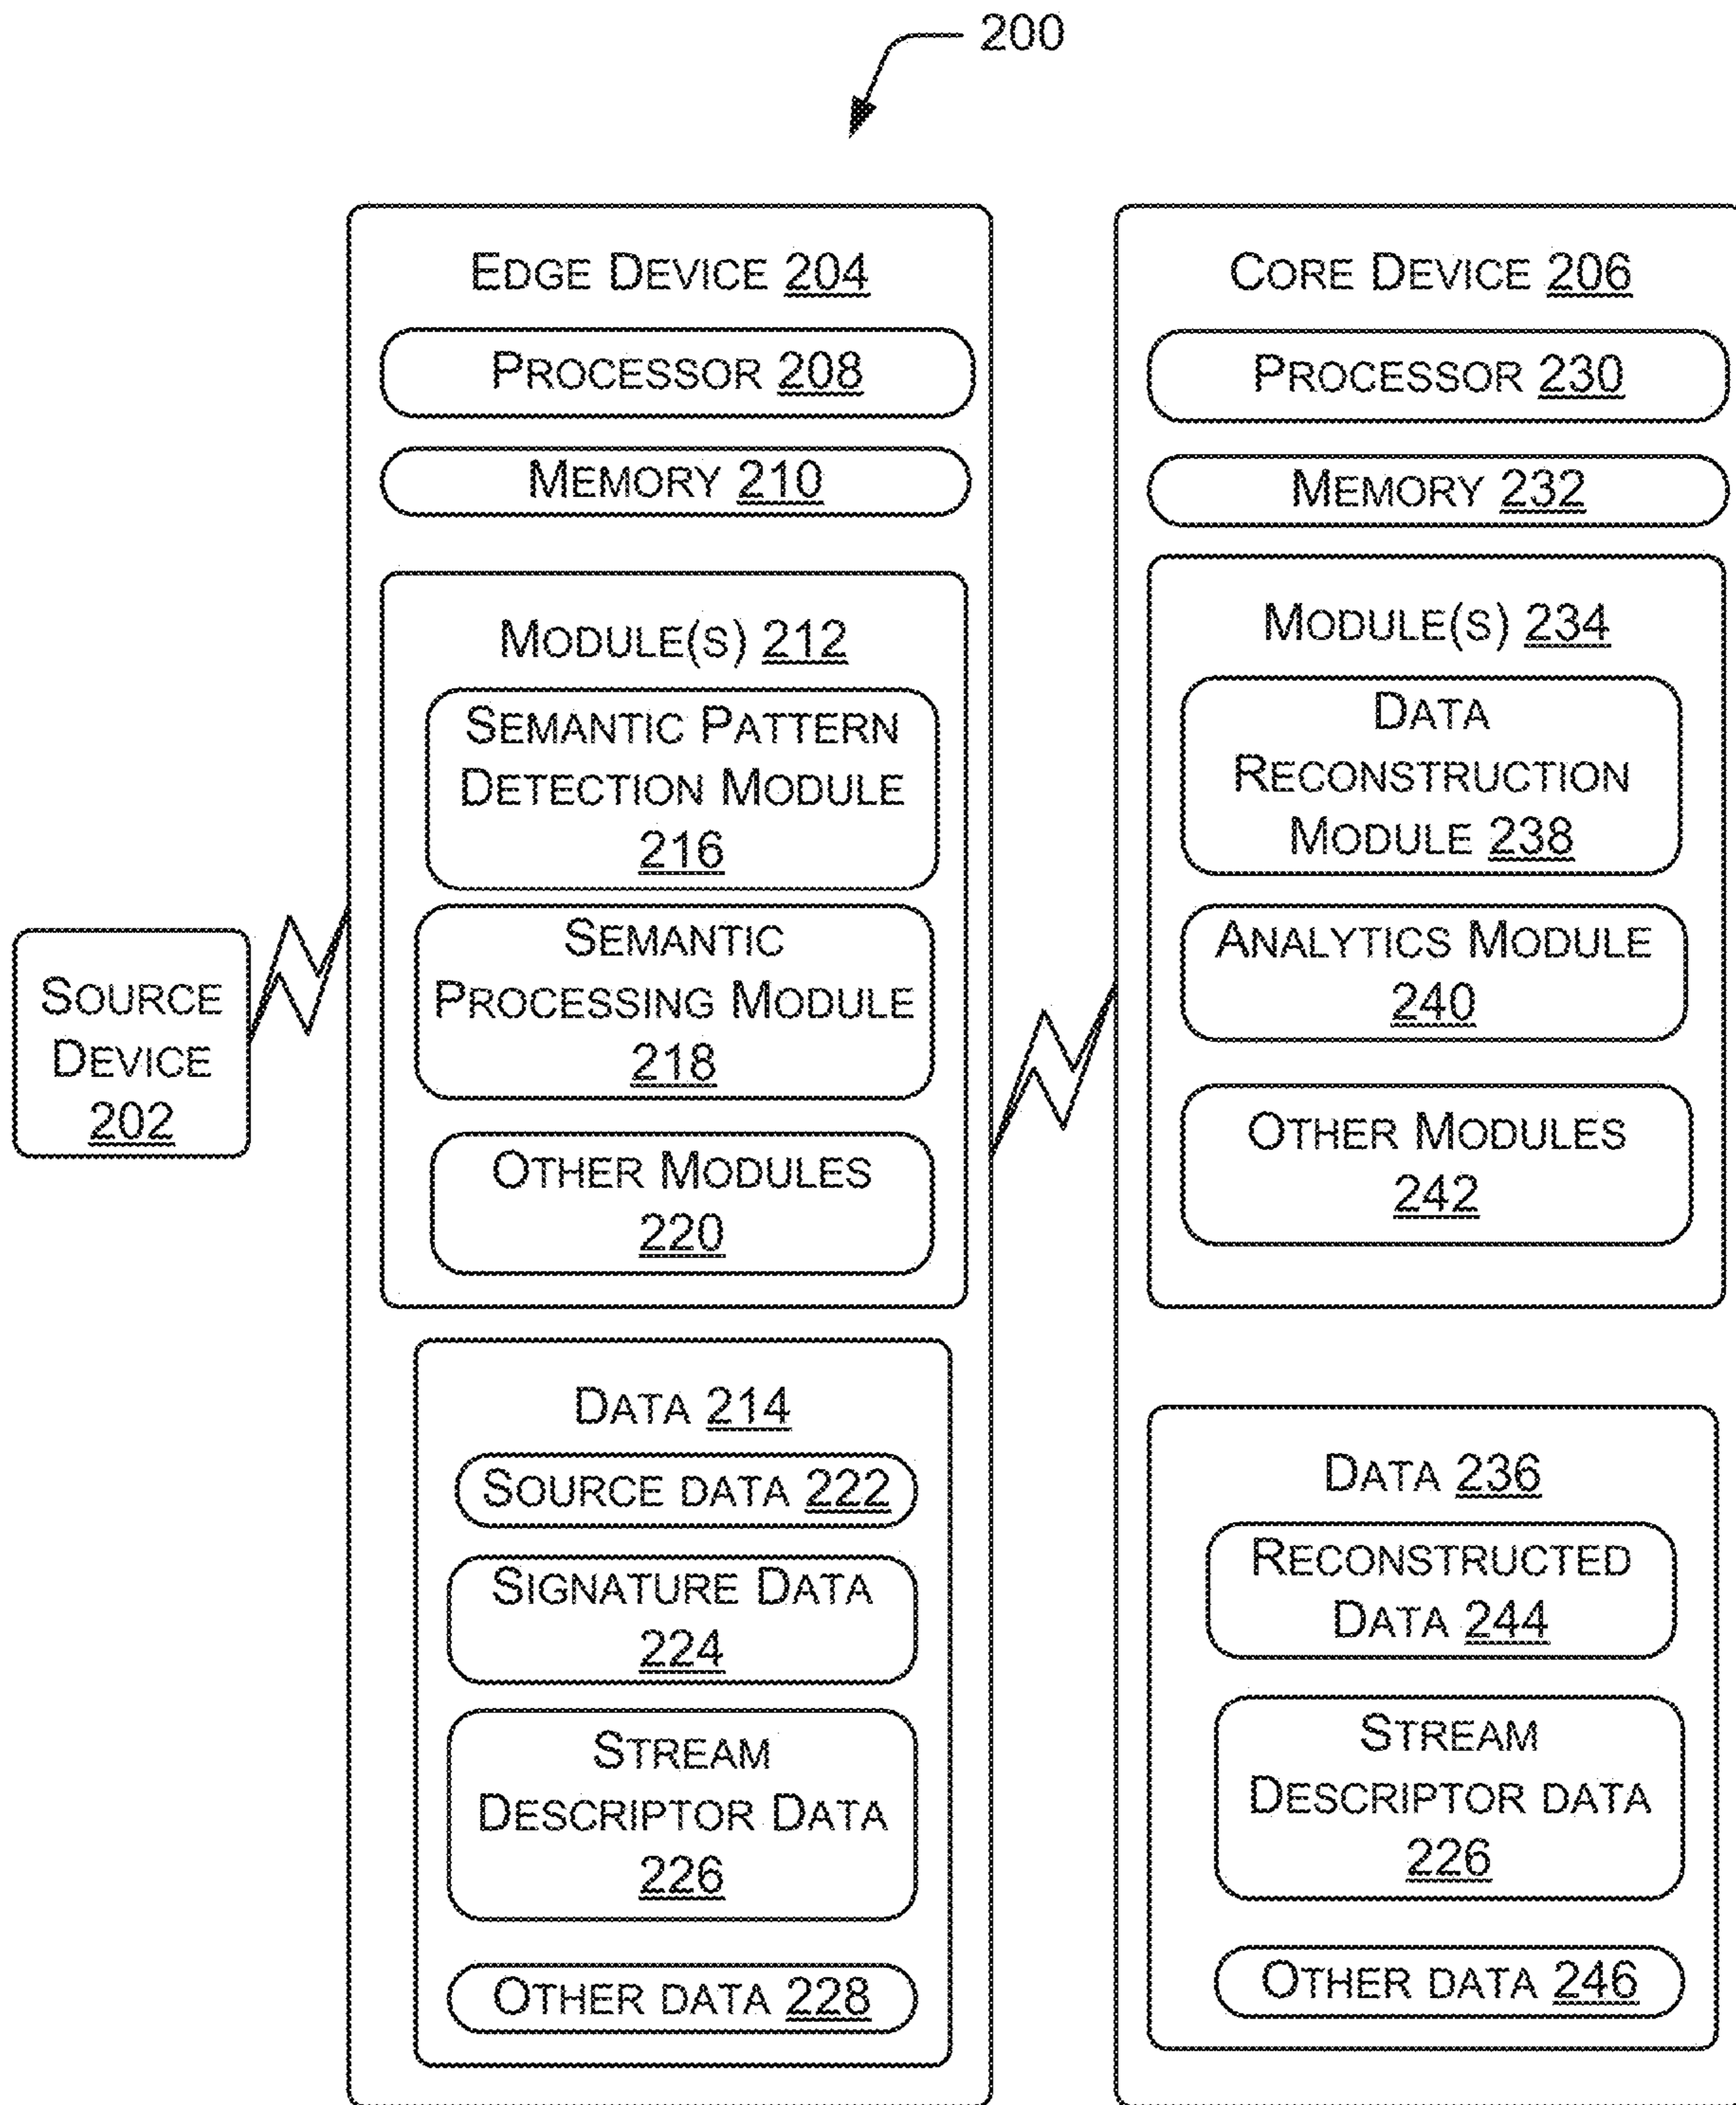 200
EDGE DEVICE 204
PROCESSOR 208
MEMORY 210
MODULE(S) 212
SEMANTIC PATTERN
DETECTION MODULE
216
SEMANTIC
PROCESSING MODULE
218
OTHER MODULES
220
DATA 214
SOURCE DATA 222
SIGNATURE DATA
224
STREAM
DESCRIPTOR DATA
226
OTHER DATA 228
SOURCE
DEVICE
202
CORE DEVICE 206
PROCESSOR 230
MEMORY 232
MODULE(S) 234
DATA
RECONSTRUCTION
MODULE 238
ANALYTICS MODULE
240
OTHER MODULES
242
DATA 236
RECONSTRUCTED
DATA 244
STREAM
DESCRIPTOR DATA
226
OTHER DATA 246